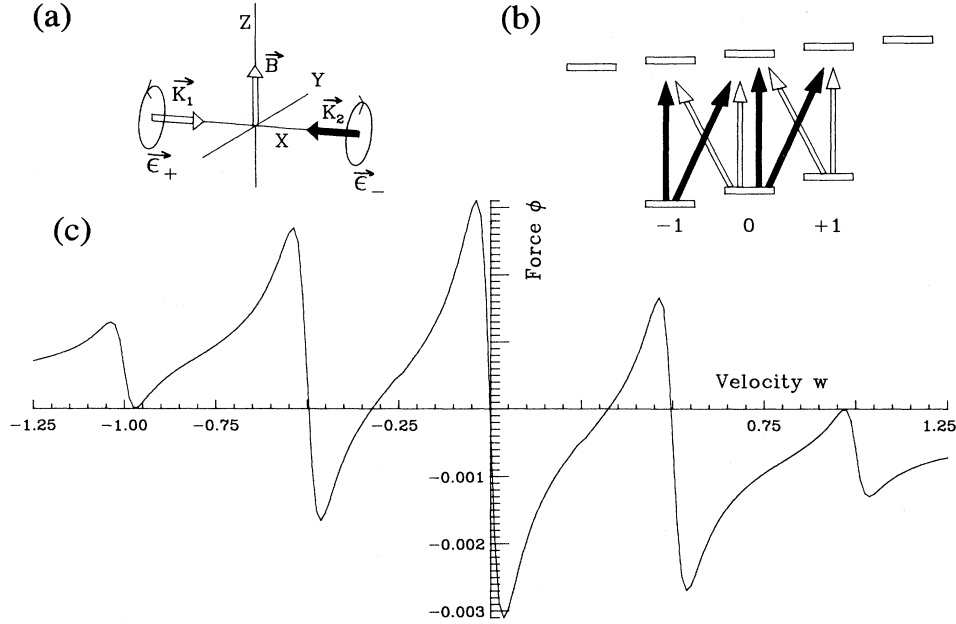 (a)
Z
B
Y
K₁
K₂
X
ϵ₊
ϵ₋
(b)
-1 0 +1
(c)
Force ϕ
Velocity w
-1.25 -1.00 -0.75 -0.25 0.75 1.25
-0.001
-0.002
-0.003